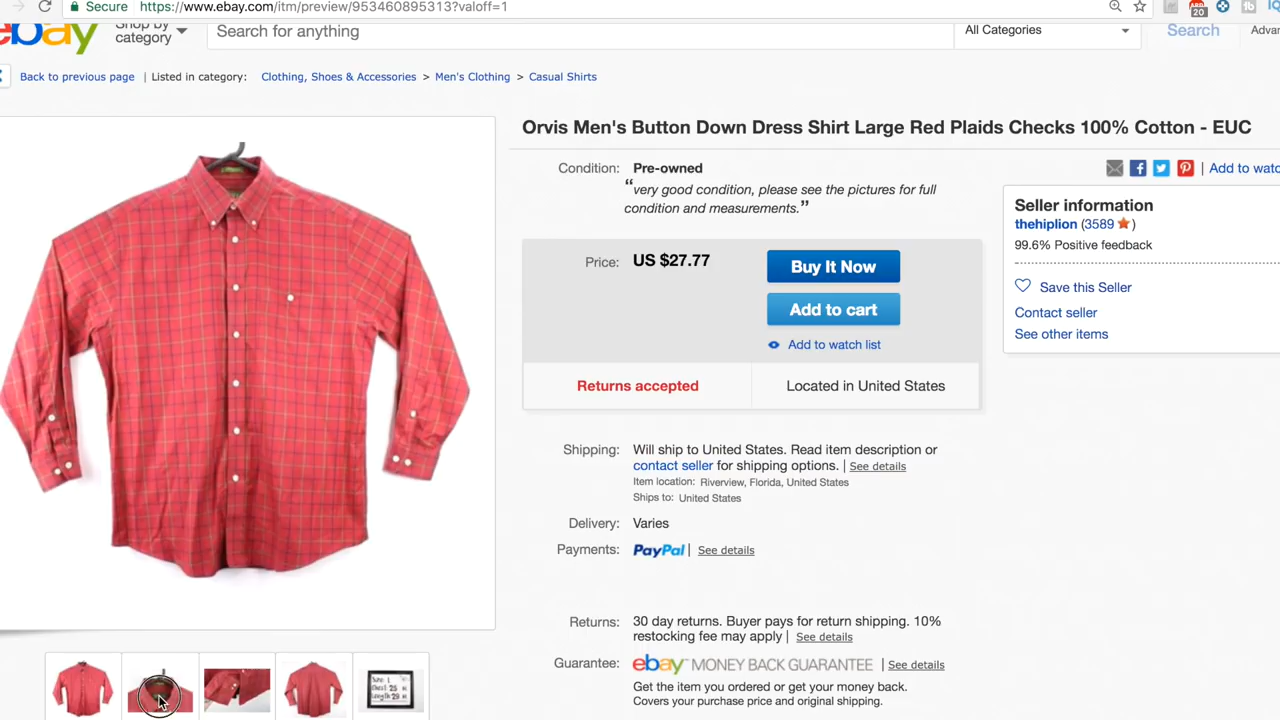 Secure
https://www.ebay.com/itm/preview/953460895313?valoff=1
20
ebay
Shop by
category
Search for anything
All Categories
Search
Back to previous page | Listed in category: Clothing, Shoes & Accessories > Men's Clothing > Casual Shirts
Orvis Men's Button Down Dress Shirt Large Red Plaids Checks 100% Cotton - EUC
Condition: Pre-owned
“very good condition, please see the pictures for full
condition and measurements.”
| Add to watc
Price: US $27.77
Buy It Now
Add to cart
Add to watch list
Returns accepted
Located in United States
Seller information
thehiplion (3589 )
99.6% Positive feedback
Save this Seller
Contact seller
See other items
Shipping: Will ship to United States. Read item description or
contact seller for shipping options. | See details
Item location: Riverview, Florida, United States
Ships to: United States
Delivery: Varies
Payments: PayPal | See details
Returns: 30 day returns. Buyer pays for return shipping. 10%
restocking fee may apply | See details
Guarantee: ebay MONEY BACK GUARANTEE | See details
Get the item you ordered or get your money back.
Covers your purchase price and original shipping.